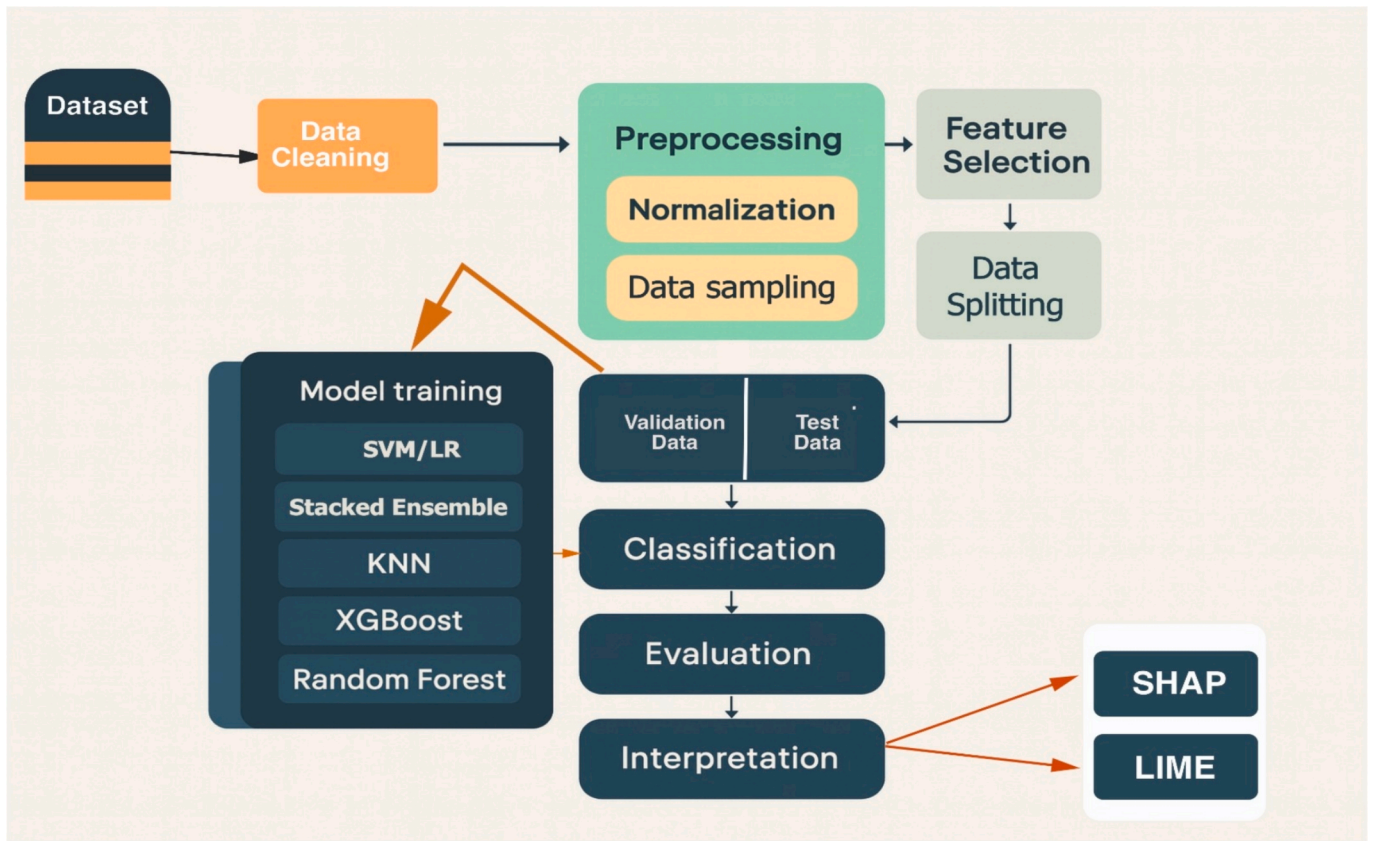 Dataset
Data
Cleaning
Preprocessing
Normalization
Data sampling
Feature
Selection
Data
Splitting
Model training
SVM/LR
Stacked Ensemble
KNN
XGBoost
Random Forest
Validation
Data
Test
Data
Classification
Evaluation
Interpretation
SHAP
LIME